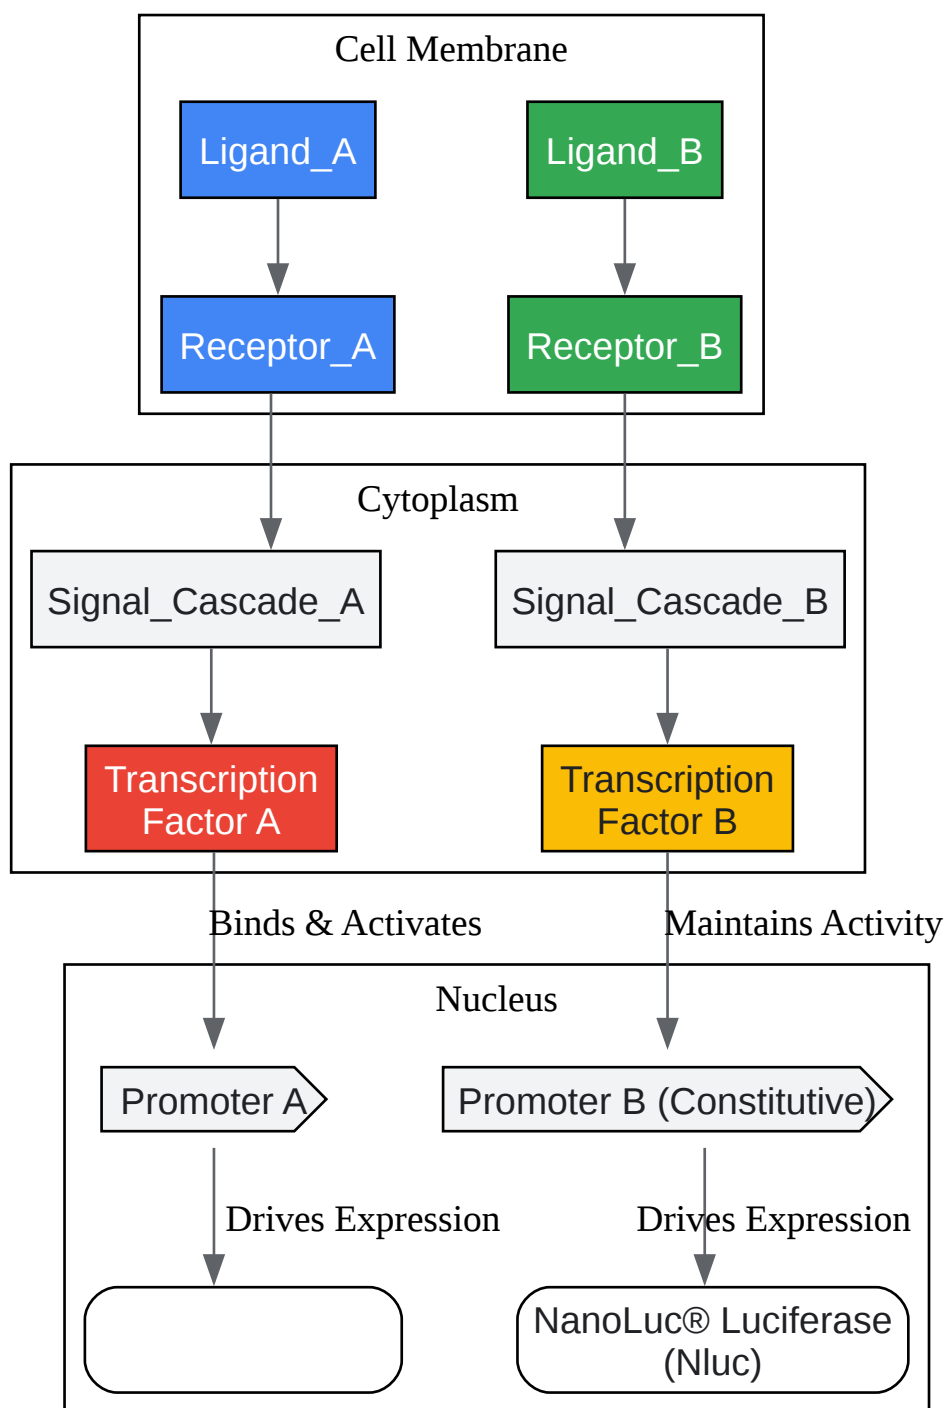 Cell Membrane
Ligand_A
Ligand_B
Receptor_A
Receptor_B
Cytoplasm
Signal_Cascade_A
Signal_Cascade_B
Transcription
Factor A
Transcription
Factor B
Binds & Activates
Maintains Activity
Nucleus
Promoter A
Promoter B (Constitutive)
Drives Expression
Drives Expression
NanoLuc® Luciferase
(Nluc)